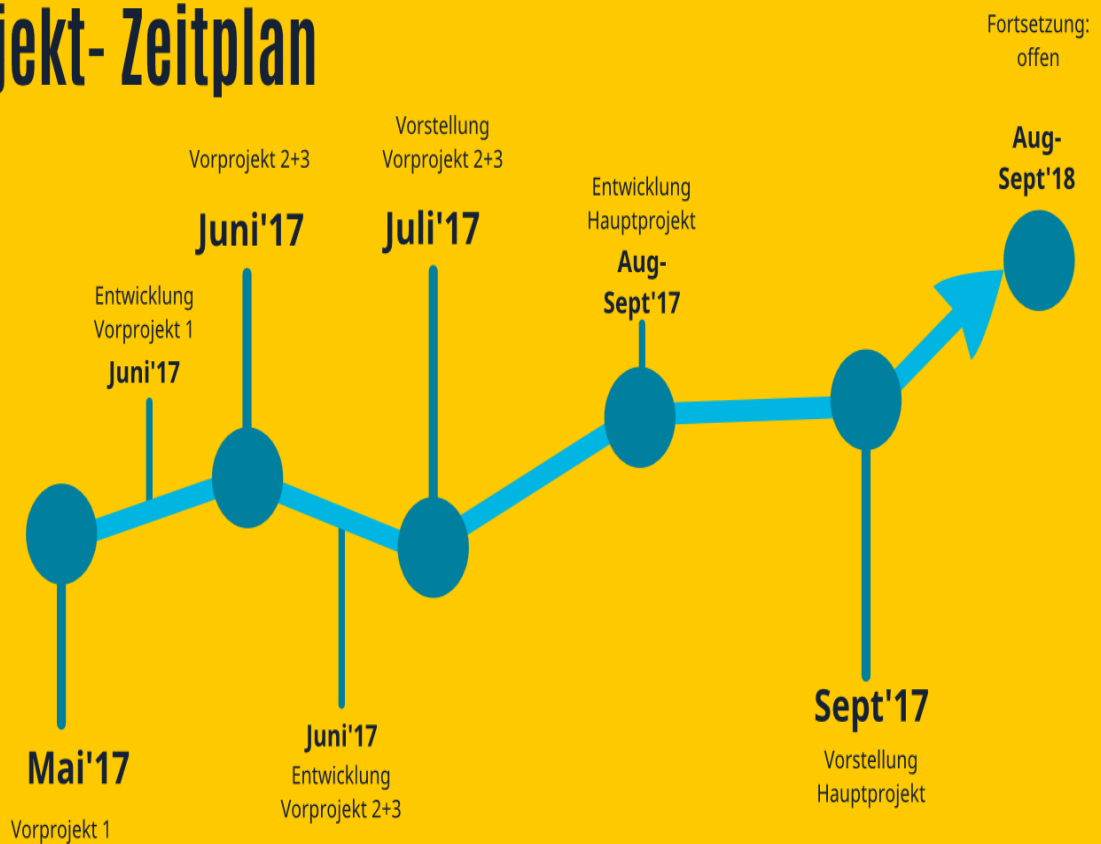 jekt- Zeitplan
Fortsetzung:
offen
Aug-
Sept'18
Vorprojekt 2+3
Juni'17
Vorstellung
Vorprojekt 2+3
Juli'17
Entwicklung
Hauptprojekt
Aug-
Sept'17
Entwicklung
Vorprojekt 1
Juni'17
Mai'17
Vorprojekt 1
Juni'17
Entwicklung
Vorprojekt 2+3
Sept'17
Vorstellung
Hauptprojekt